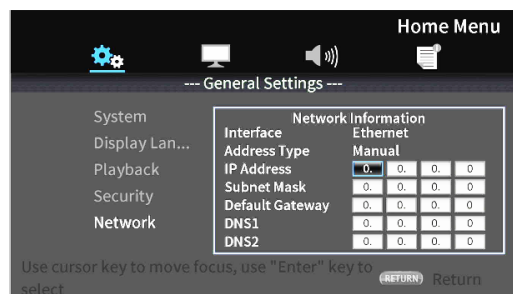 Home Menu
--- General Settings ---
System
Display Lan...
Playback
Security
Network
Network Information
Interface Ethernet
Address Type Manual
IP Address 0. 0. 0. 0
Subnet Mask 0. 0. 0. 0
Default Gateway 0. 0. 0. 0
DNS1 0. 0. 0. 0
DNS2 0. 0. 0. 0
Use cursor key to move focus, use "Enter" key to
select
RETURN Return